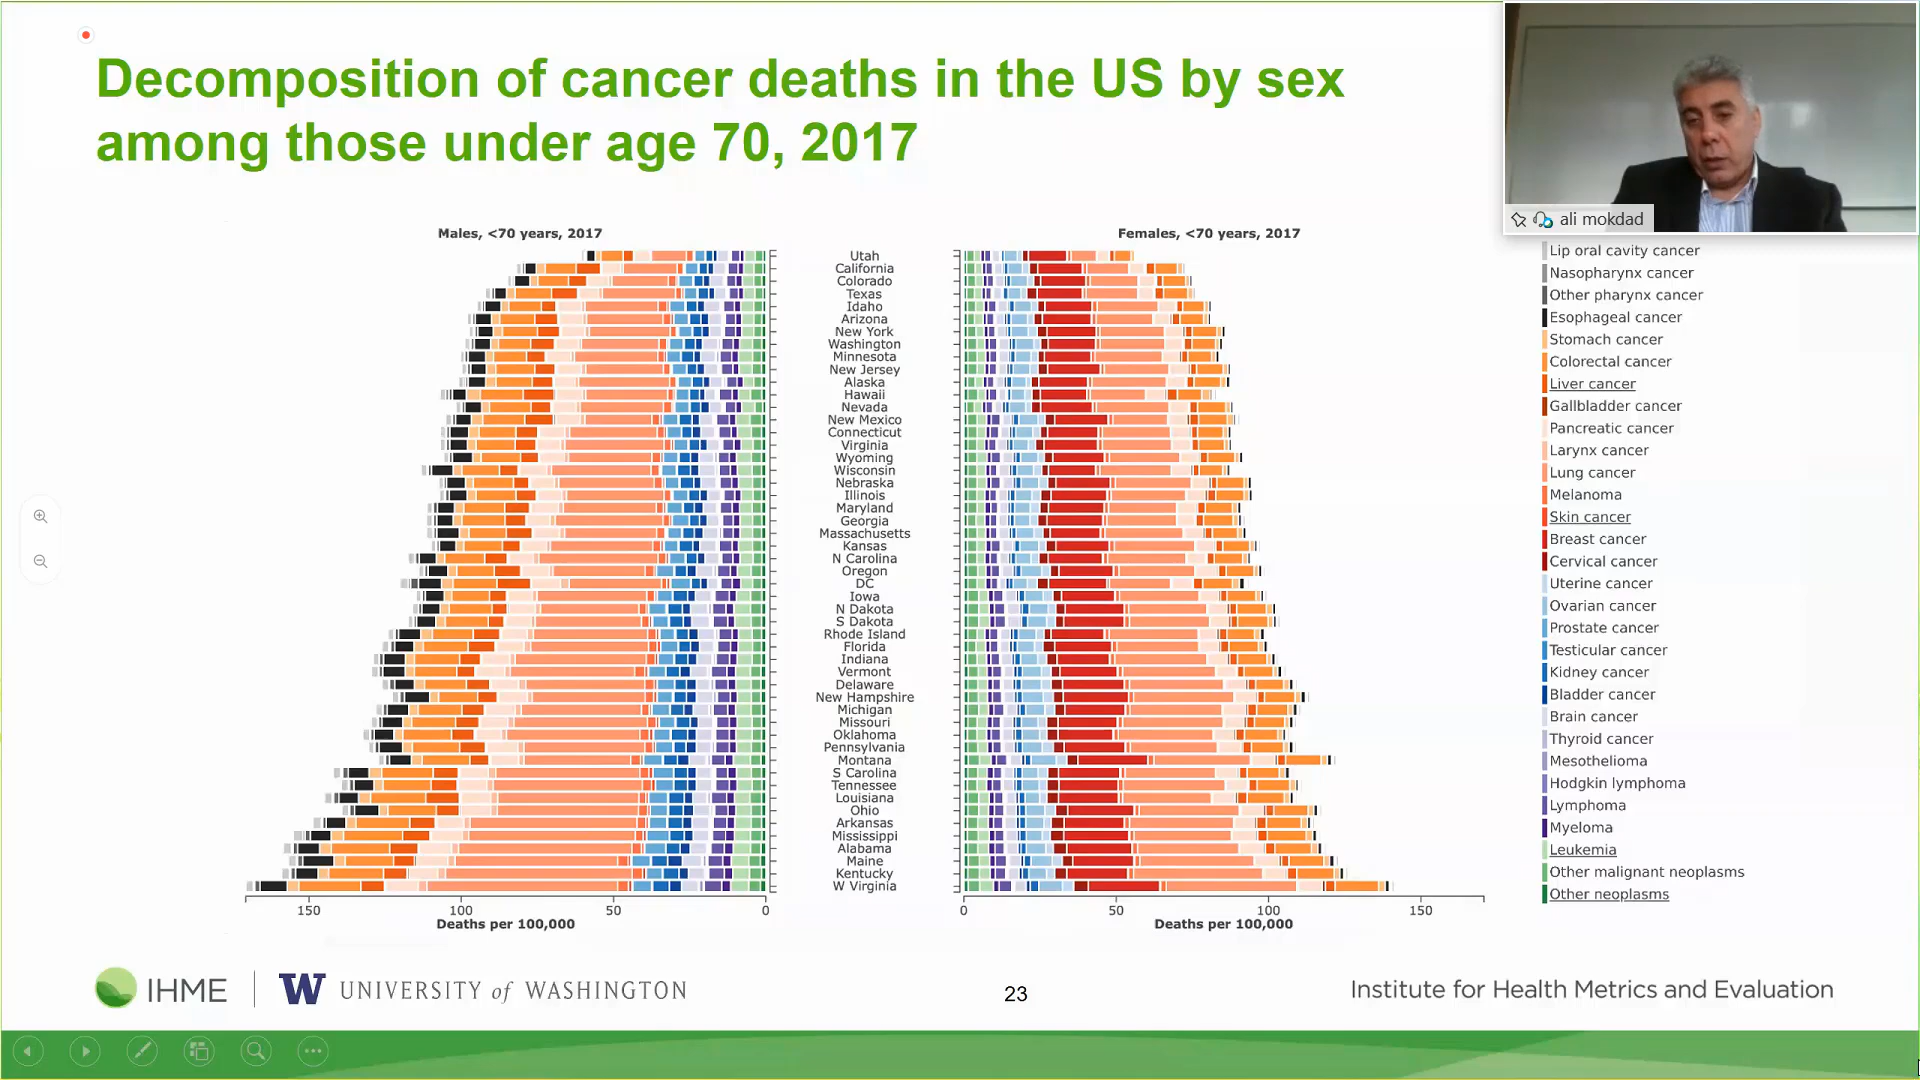 Decomposition of cancer deaths in the US by sex
among those under age 70, 2017
ali mokdad
Males, <70 years, 2017
Females, <70 years, 2017
Utah
California
Colorado
Texas
Idaho
Arizona
New York
Washington
Minnesota
New Jersey
Alaska
Hawaii
Nevada
New Mexico
Connecticut
Virginia
Wyoming
Wisconsin
Nebraska
Illinois
Maryland
Georgia
Massachusetts
Kansas
N Carolina
Oregon
DC
Iowa
N Dakota
S Dakota
Rhode Island
Florida
Indiana
Vermont
Delaware
New Hampshire
Michigan
Missouri
Oklahoma
Pennsylvania
Montana
S Carolina
Tennessee
Louisiana
Ohio
Arkansas
Mississippi
Alabama
Maine
Kentucky
W Virginia
150 100 50 0
Deaths per 100,000
0 50 100 150
Deaths per 100,000
Lip oral cavity cancer
Nasopharynx cancer
Other pharynx cancer
Esophageal cancer
Stomach cancer
Colorectal cancer
Liver cancer
Gallbladder cancer
Pancreatic cancer
Larynx cancer
Lung cancer
Melanoma
Skin cancer
Breast cancer
Cervical cancer
Uterine cancer
Ovarian cancer
Prostate cancer
Testicular cancer
Kidney cancer
Bladder cancer
Brain cancer
Thyroid cancer
Mesothelioma
Hodgkin lymphoma
Lymphoma
Myeloma
Leukemia
Other malignant neoplasms
Other neoplasms
IHME
W UNIVERSITY of WASHINGTON
23
Institute for Health Metrics and Evaluation